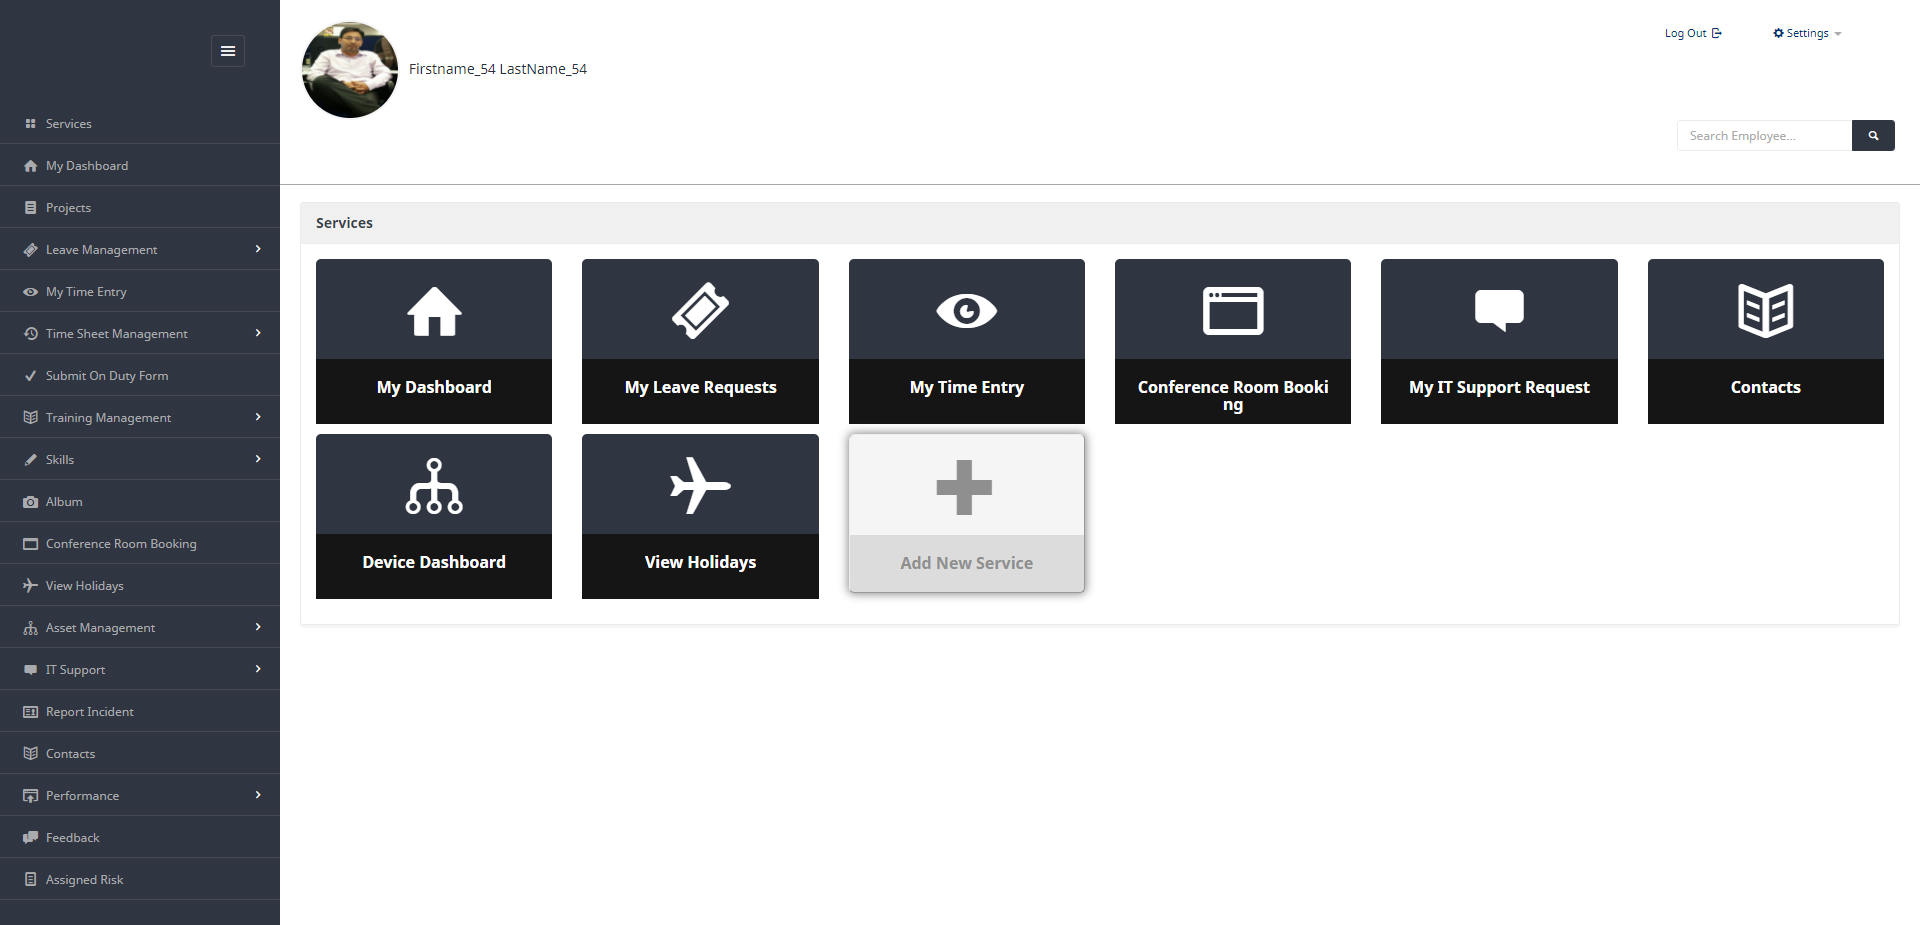 Log Out
Settings
Firstname_54 LastName_54
Search Employee...
Services
My Dashboard
Projects
Leave Management
My Time Entry
Time Sheet Management
Submit On Duty Form
Training Management
Skills
Album
Conference Room Booking
View Holidays
Asset Management
IT Support
Report Incident
Contacts
Performance
Feedback
Assigned Risk
Services
My Dashboard
My Leave Requests
My Time Entry
Conference Room Booki
ng
My IT Support Request
Contacts
Device Dashboard
View Holidays
Add New Service